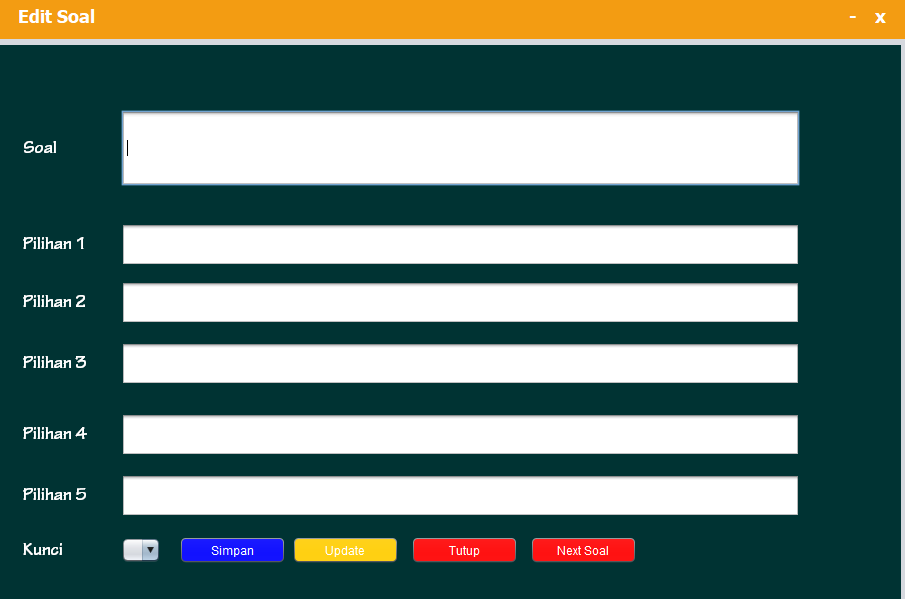 Edit Soal - x
Soal
Pilihan 1
Pilihan 2
Pilihan 3
Pilihan 4
Pilihan 5
Kunci Simpan Update Tutup Next Soal